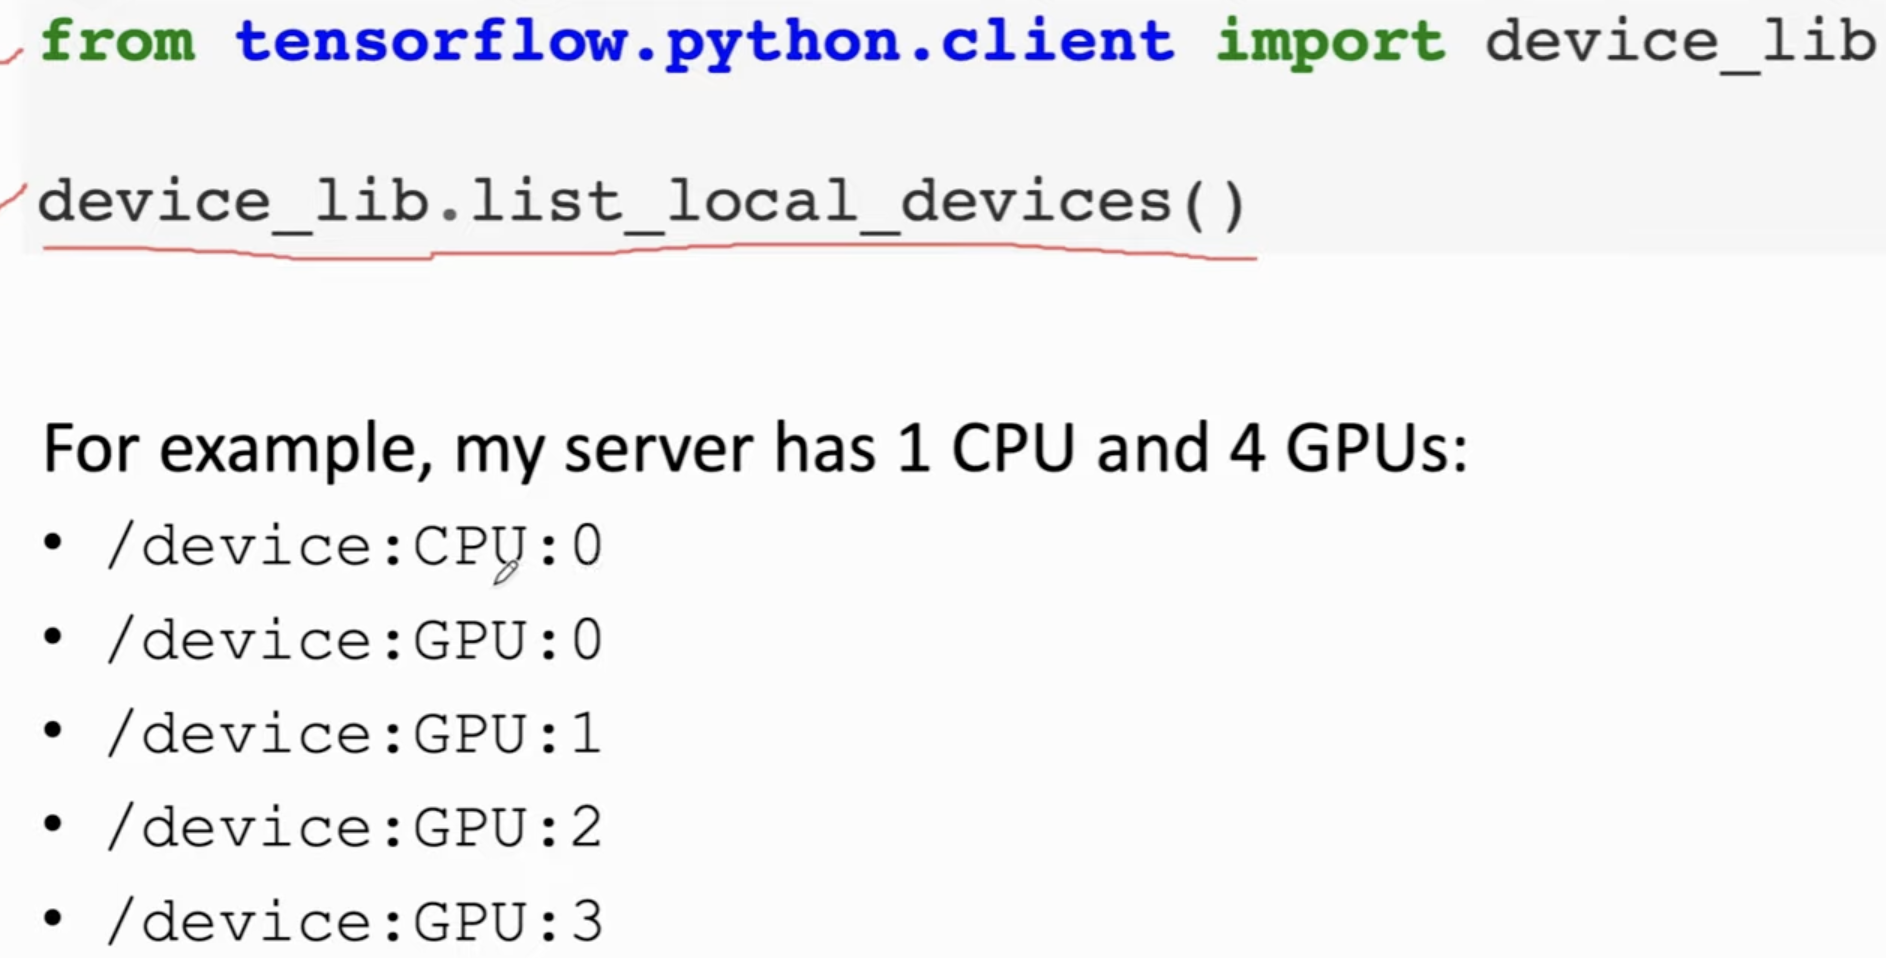 from tensorflow.python.client import device_lib
device_lib.list_local_devices()
For example, my server has 1 CPU and 4 GPUs:
• /device:CPU:0
• /device:GPU:0
• /device:GPU:1
• /device:GPU:2
• /device:GPU:3